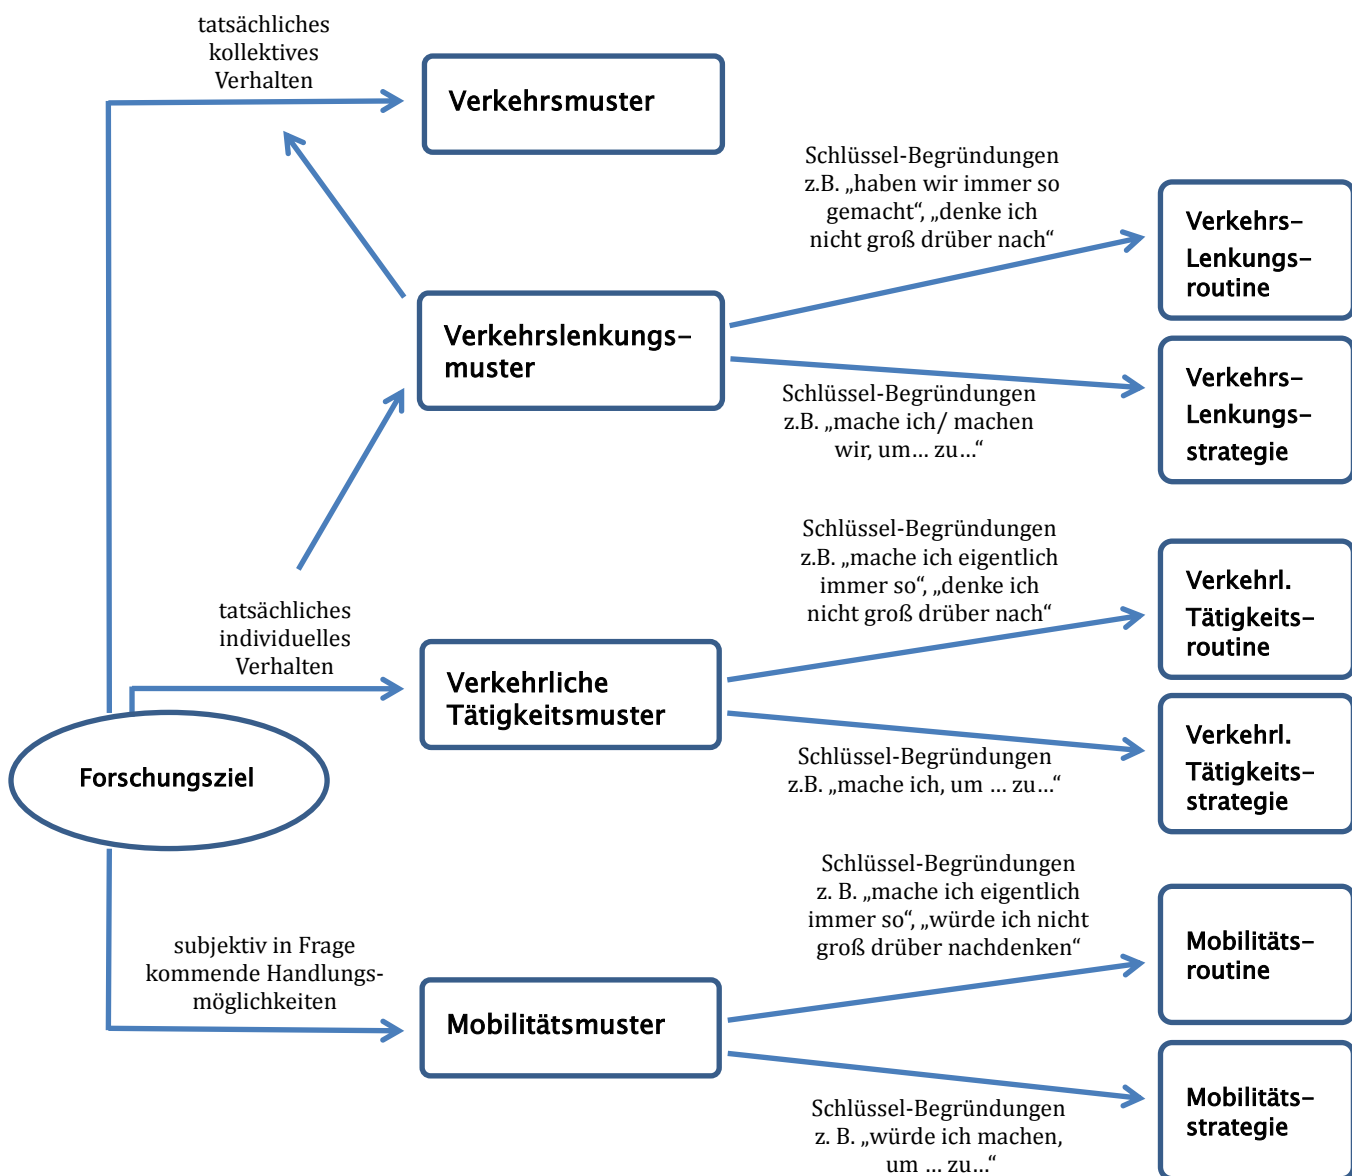 tatsächliches
kollektives
Verhalten
Verkehrsmuster
Schlüssel-Begründungen
z.B. „haben wir immer so
gemacht“, „denke ich
nicht groß drüber nach“
Verkehrs–
Lenkungs–
routine
Verkehrslenkungs–
muster
Schlüssel-Begründungen
z.B. „mache ich/ machen
wir, um… zu…“
Verkehrs–
Lenkungs–
strategie
Schlüssel-Begründungen
z.B. „mache ich eigentlich
immer so“, „denke ich
nicht groß drüber nach“
Verkehrl.
Tätigkeits–
routine
tatsächliches
individuelles
Verhalten
Verkehrliche
Tätigkeitsmuster
Schlüssel-Begründungen
z.B. „mache ich, um … zu…“
Verkehrl.
Tätigkeits–
strategie
Forschungsziel
Schlüssel-Begründungen
z. B. „mache ich eigentlich
immer so“, „würde ich nicht
groß drüber nachdenken“
Mobilitäts–
routine
subjektiv in Frage
kommende Handlungs-
möglichkeiten
Mobilitätsmuster
Schlüssel-Begründungen
z. B. „würde ich machen,
um … zu…“
Mobilitäts–
strategie